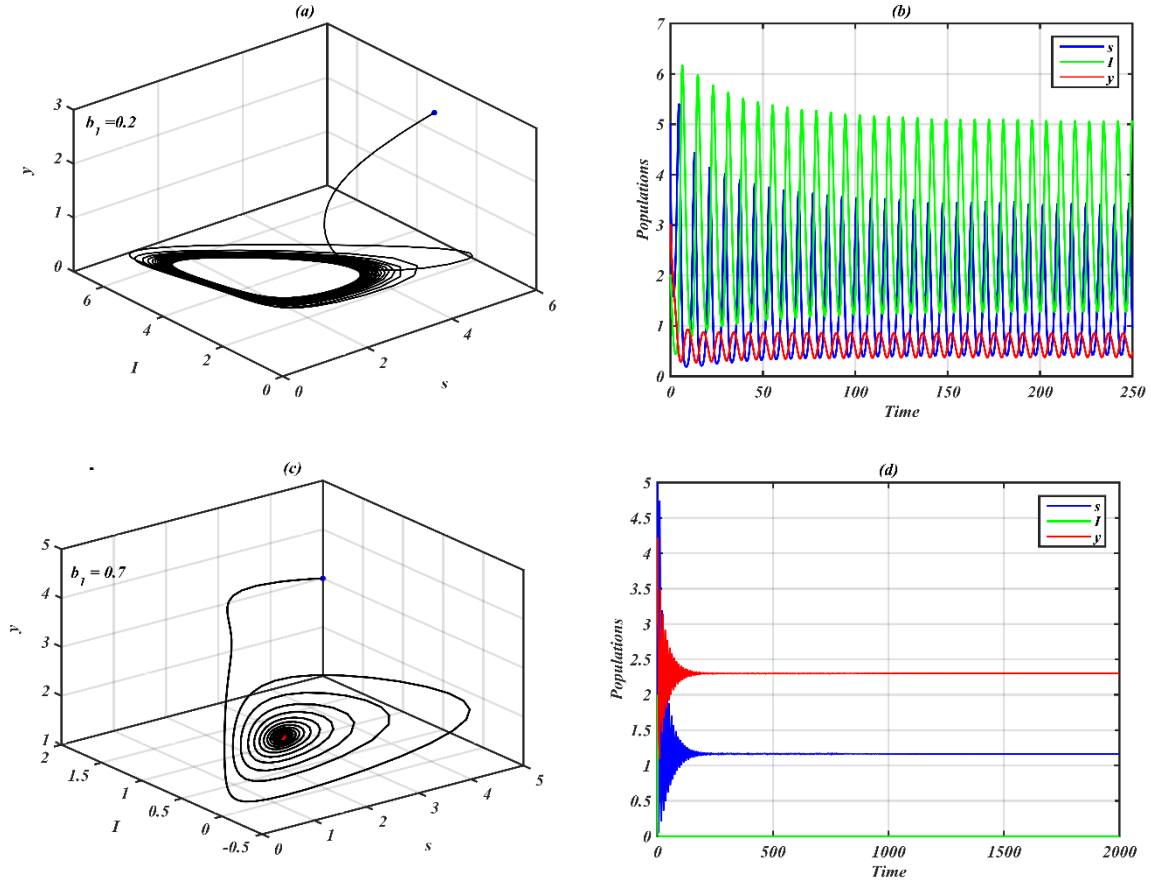 (a)
3
2
1
0
y
b1 =0.2
6
4
2
0
I
0
2
4
6
s
(b)
7
6
5
4
3
2
1
0
Populations
s
I
y
0
50
100
150
200
250
Time
-
(c)
5
4
3
2
1
y
b1 = 0.7
2
1.5
1
0.5
0
-0.5
I
0
1
2
3
4
5
s
(d)
5
4.5
4
3.5
3
2.5
2
1.5
1
0.5
0
Populations
s
I
y
0
500
1000
1500
2000
Time